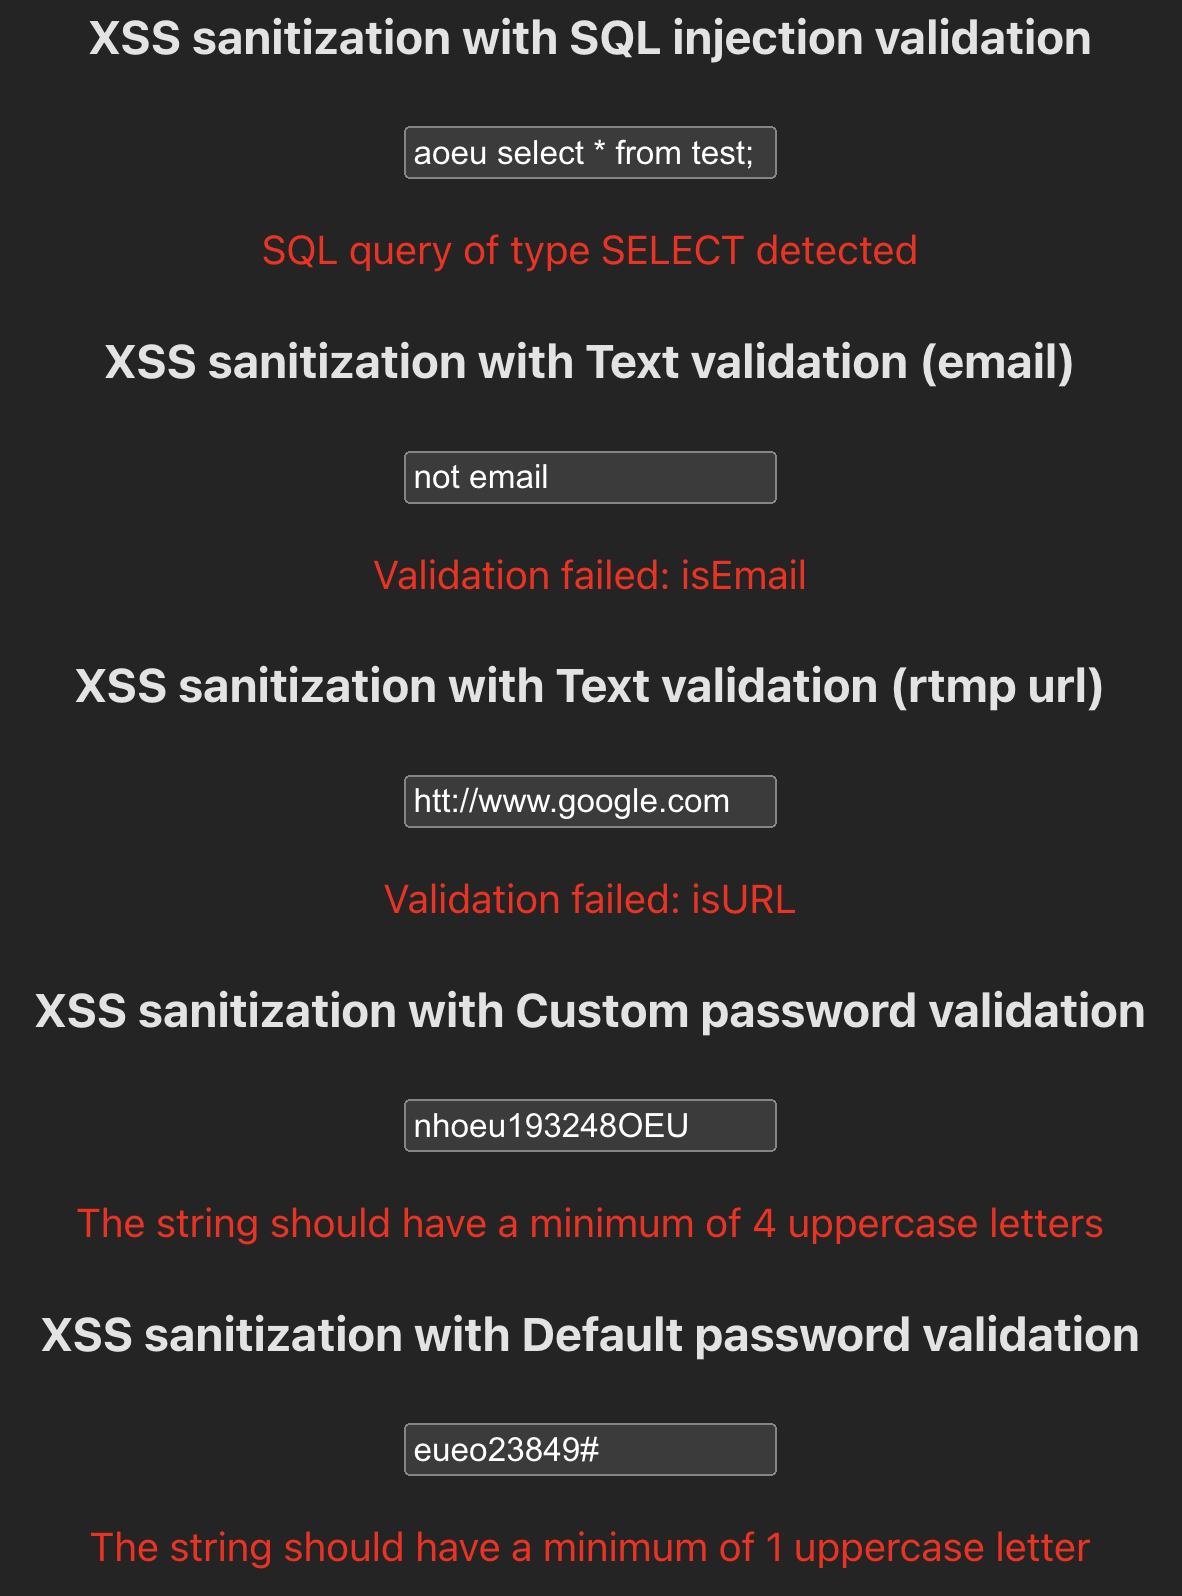 XSS sanitization with SQL injection validation
aoeu select * from test;
SQL query of type SELECT detected
XSS sanitization with Text validation (email)
not email
Validation failed: isEmail
XSS sanitization with Text validation (rtmp url)
htt://www.google.com
Validation failed: isURL
XSS sanitization with Custom password validation
nhoeu193248OEU
The string should have a minimum of 4 uppercase letters
XSS sanitization with Default password validation
eueo23849#
The string should have a minimum of 1 uppercase letter